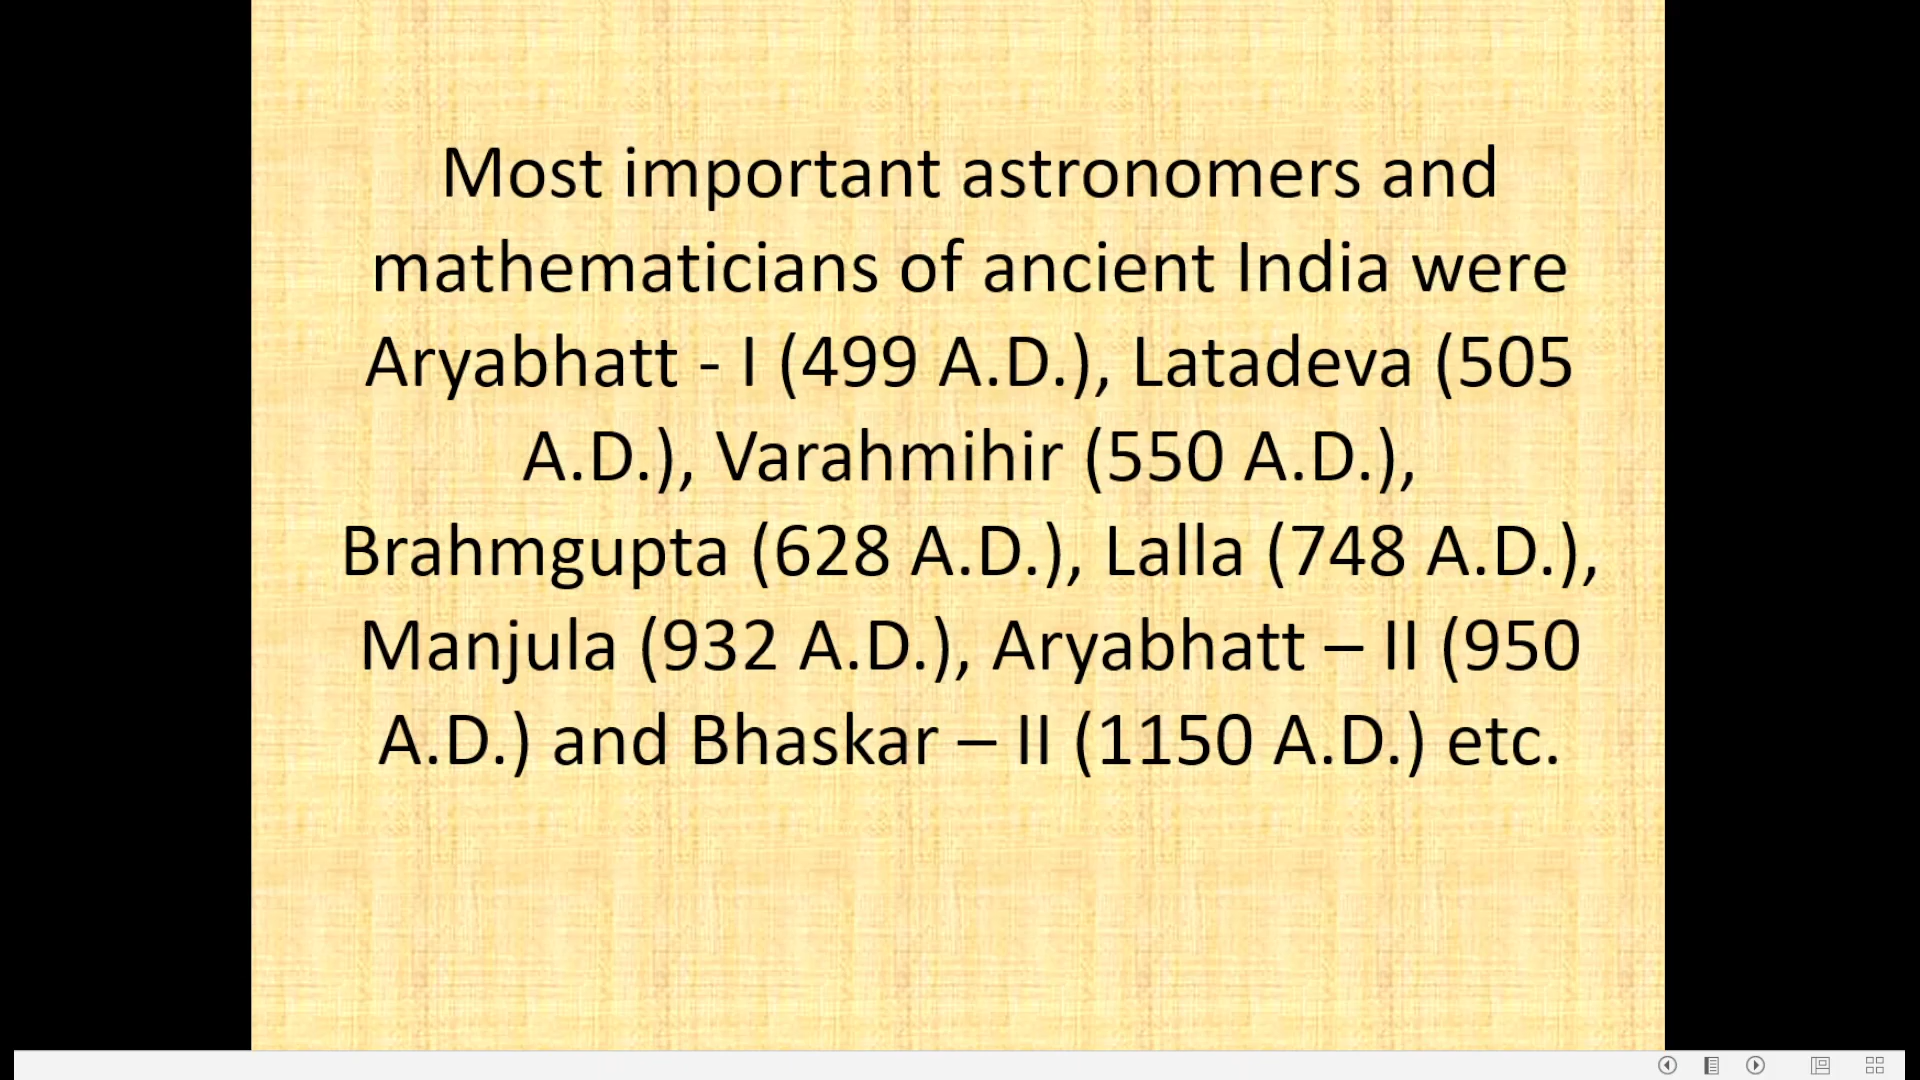 Most important astronomers and
mathematicians of ancient India were
Aryabhatt - I (499 A.D.), Latadeva (505
A.D.), Varahmihir (550 A.D.),
Brahmgupta (628 A.D.), Lalla (748 A.D.),
Manjula (932 A.D.), Aryabhatt – II (950
A.D.) and Bhaskar – II (1150 A.D.) etc.